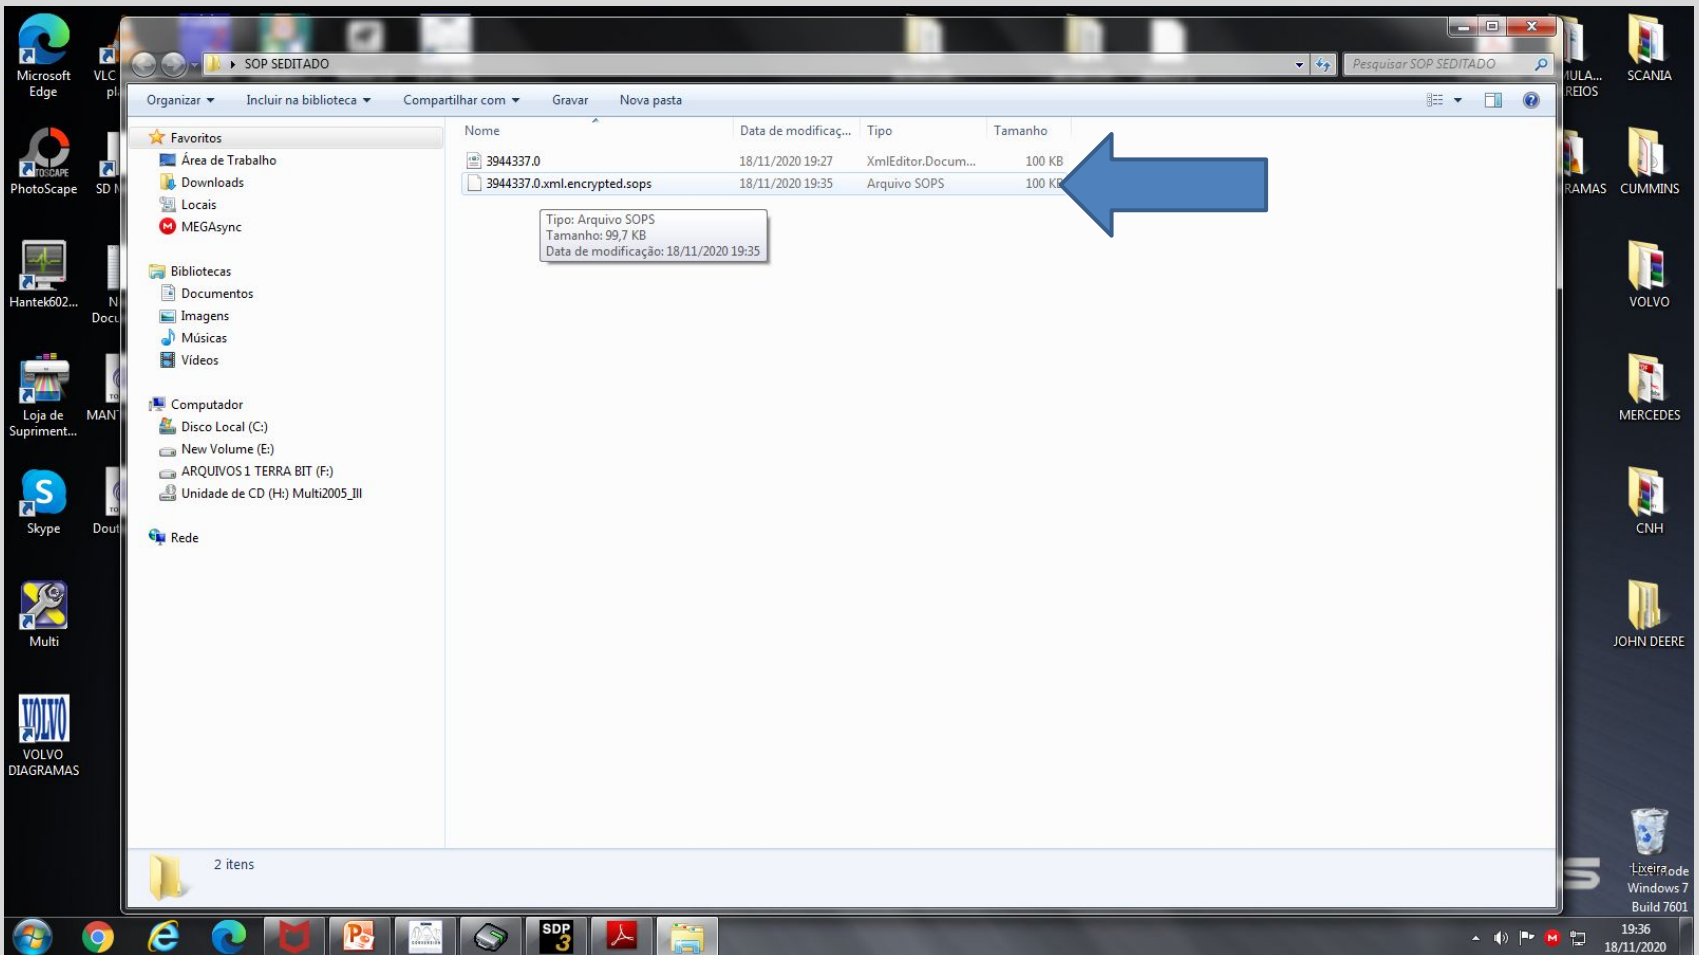 SOP SEDITADO
Pesquisar SOP SEDITADO
Organizar
Incluir na biblioteca
Compartilhar com
Gravar
Nova pasta
Favoritos
Área de Trabalho
Downloads
Locais
MEGAsync
Bibliotecas
Documentos
Imagens
Músicas
Vídeos
Computador
Disco Local (C:)
New Volume (E:)
ARQUIVOS 1 TERRA BIT (F:)
Unidade de CD (H:) Multi2005_III
Rede
Nome
Data de modificaç...
Tipo
Tamanho
3944337.0
18/11/2020 19:27
XmlEditor.Docum...
100 KB
3944337.0.xml.encrypted.sops
18/11/2020 19:35
Arquivo SOPS
100 KB
Tipo: Arquivo SOPS
Tamanho: 99,7 KB
Data de modificação: 18/11/2020 19:35
2 itens
Microsoft
Edge
VLC
PhotoScape
Hantek602...
Loja de
Supriment...
Skype
Multi
VOLVO
VOLVO
DIAGRAMAS
SCANIA
CUMMINS
VOLVO
MERCEDES
CNH
JOHN DEERE
Lixeira
Windows 7
Build 7601
SDP
3
19:36
18/11/2020